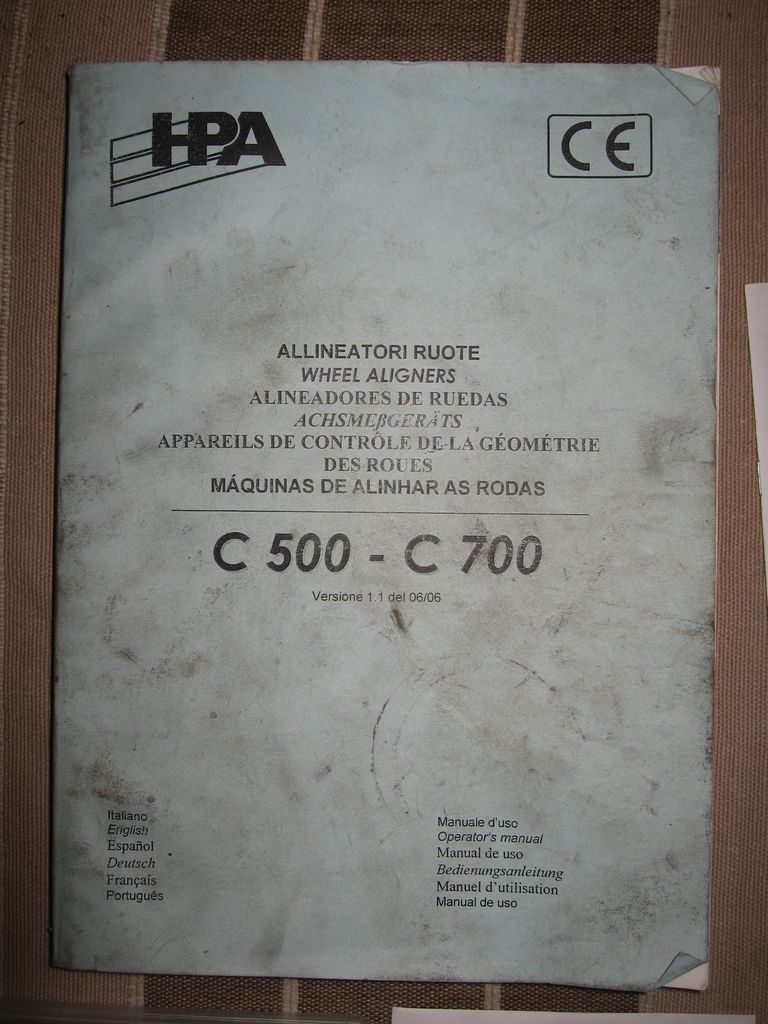 HPA
CE
ALLINEATORI RUOTE
WHEEL ALIGNERS
ALINEADORES DE RUEDAS
ACHSMEßGERÄTS
APPAREILS DE CONTRÔLE DE LA GÉOMÉTRIE
DES ROUES
MÁQUINAS DE ALINHAR AS RODAS
C 500 - C 700
Versione 1.1 del 06/06
Italiano
English
Español
Deutsch
Français
Português
Manuale d'uso
Operator's manual
Manual de uso
Bedienungsanleitung
Manuel d'utilisation
Manual de uso